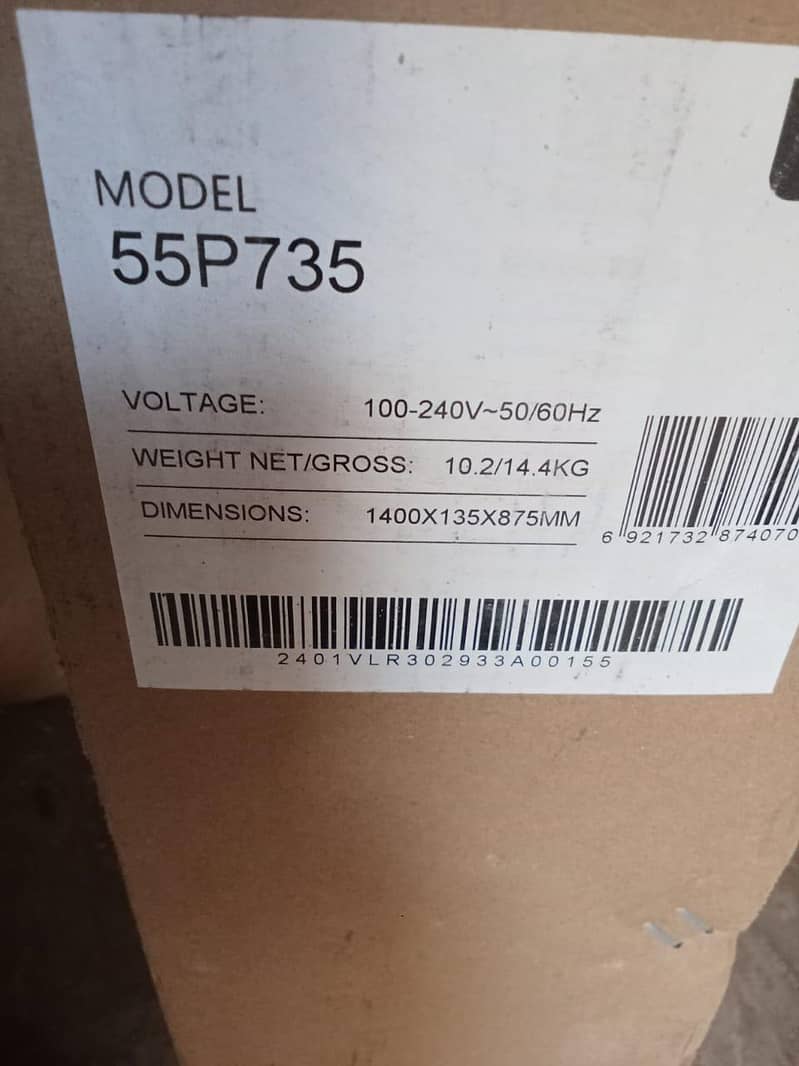 MODEL
55P735
VOLTAGE: 100-240V~50/60Hz
WEIGHT NET/GROSS: 10.2/14.4KG
DIMENSIONS: 1400X135X875MM
6 921732 874070
2401VLR302933A00155